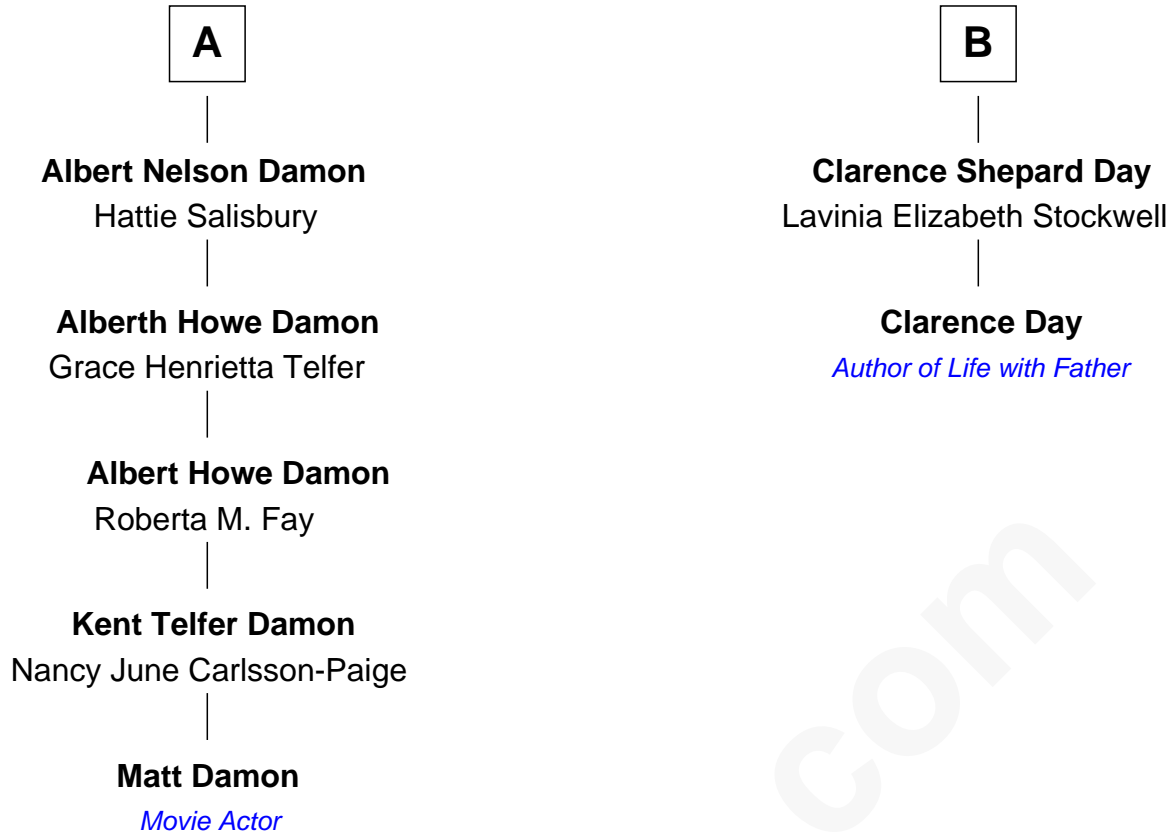 A
Albert Nelson Damon
Hattie Salisbury
Alberth Howe Damon
Grace Henrietta Telfer
Albert Howe Damon
Roberta M. Fay
Kent Telfer Damon
Nancy June Carlsson-Paige
Matt Damon
Movie Actor
B
Clarence Shepard Day
Lavinia Elizabeth Stockwell
Clarence Day
Author of Life with Father
com